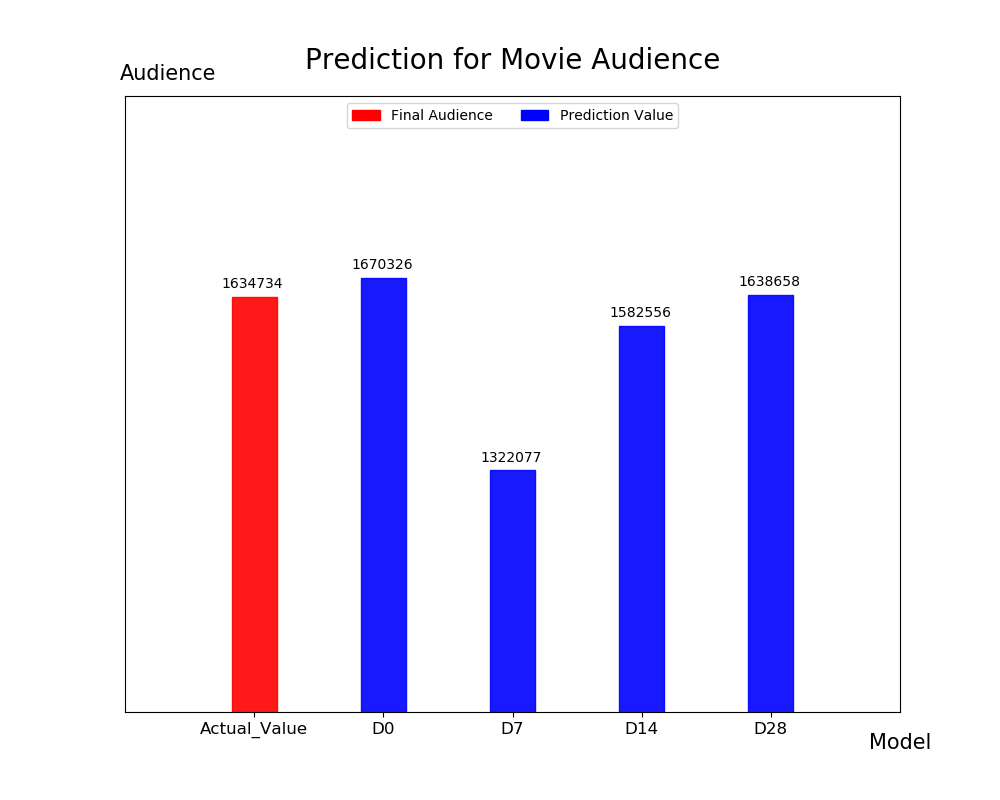 Prediction for Movie Audience
Audience
Final Audience Prediction Value
1670326
1638658
1634734
1582556
1322077
Actual_Value D0 D7 D14 D28
Model